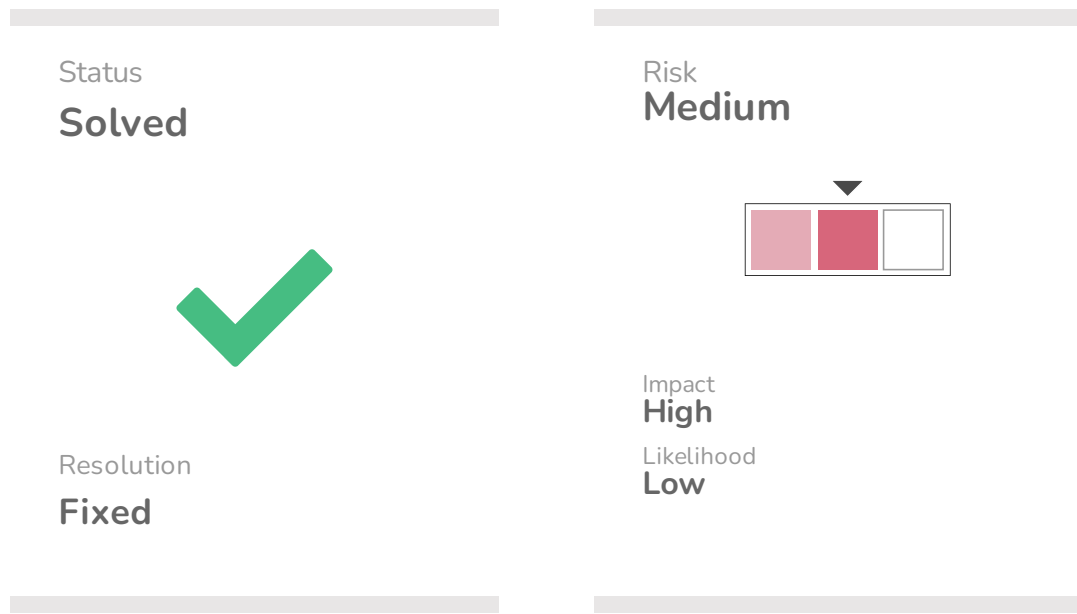 Status
Solved
Resolution
Fixed
Risk
Medium
Impact
High
Likelihood
Low